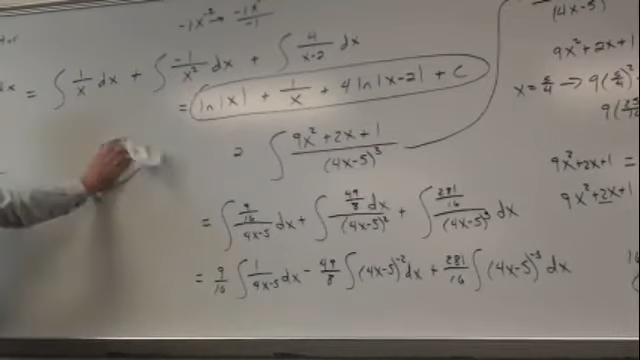 -1x⁻² → -1x⁻¹/-1
= ∫ 1/x dx + ∫ -1/x² dx + ∫ 4/(x-2) dx
= ln|x| + 1/x + 4 ln|x-2| + C
2 ∫ (9x²+2x+1)/(4x-5)³
= ∫ (9/16)/(4x-5) dx + ∫ (49/8 dx)/(4x-5)² + ∫ (281/16)/(4x-5)³ dx
= 9/16 ∫ 1/(4x-5) dx - 49/8 ∫ (4x-5)⁻² dx + 281/16 ∫ (4x-5)⁻³ dx
(4x-5)
9x²+2x+1
x=5/4 → 9(5/4)²
9(25/
9x²+2x+1 =
9x²+2x+1